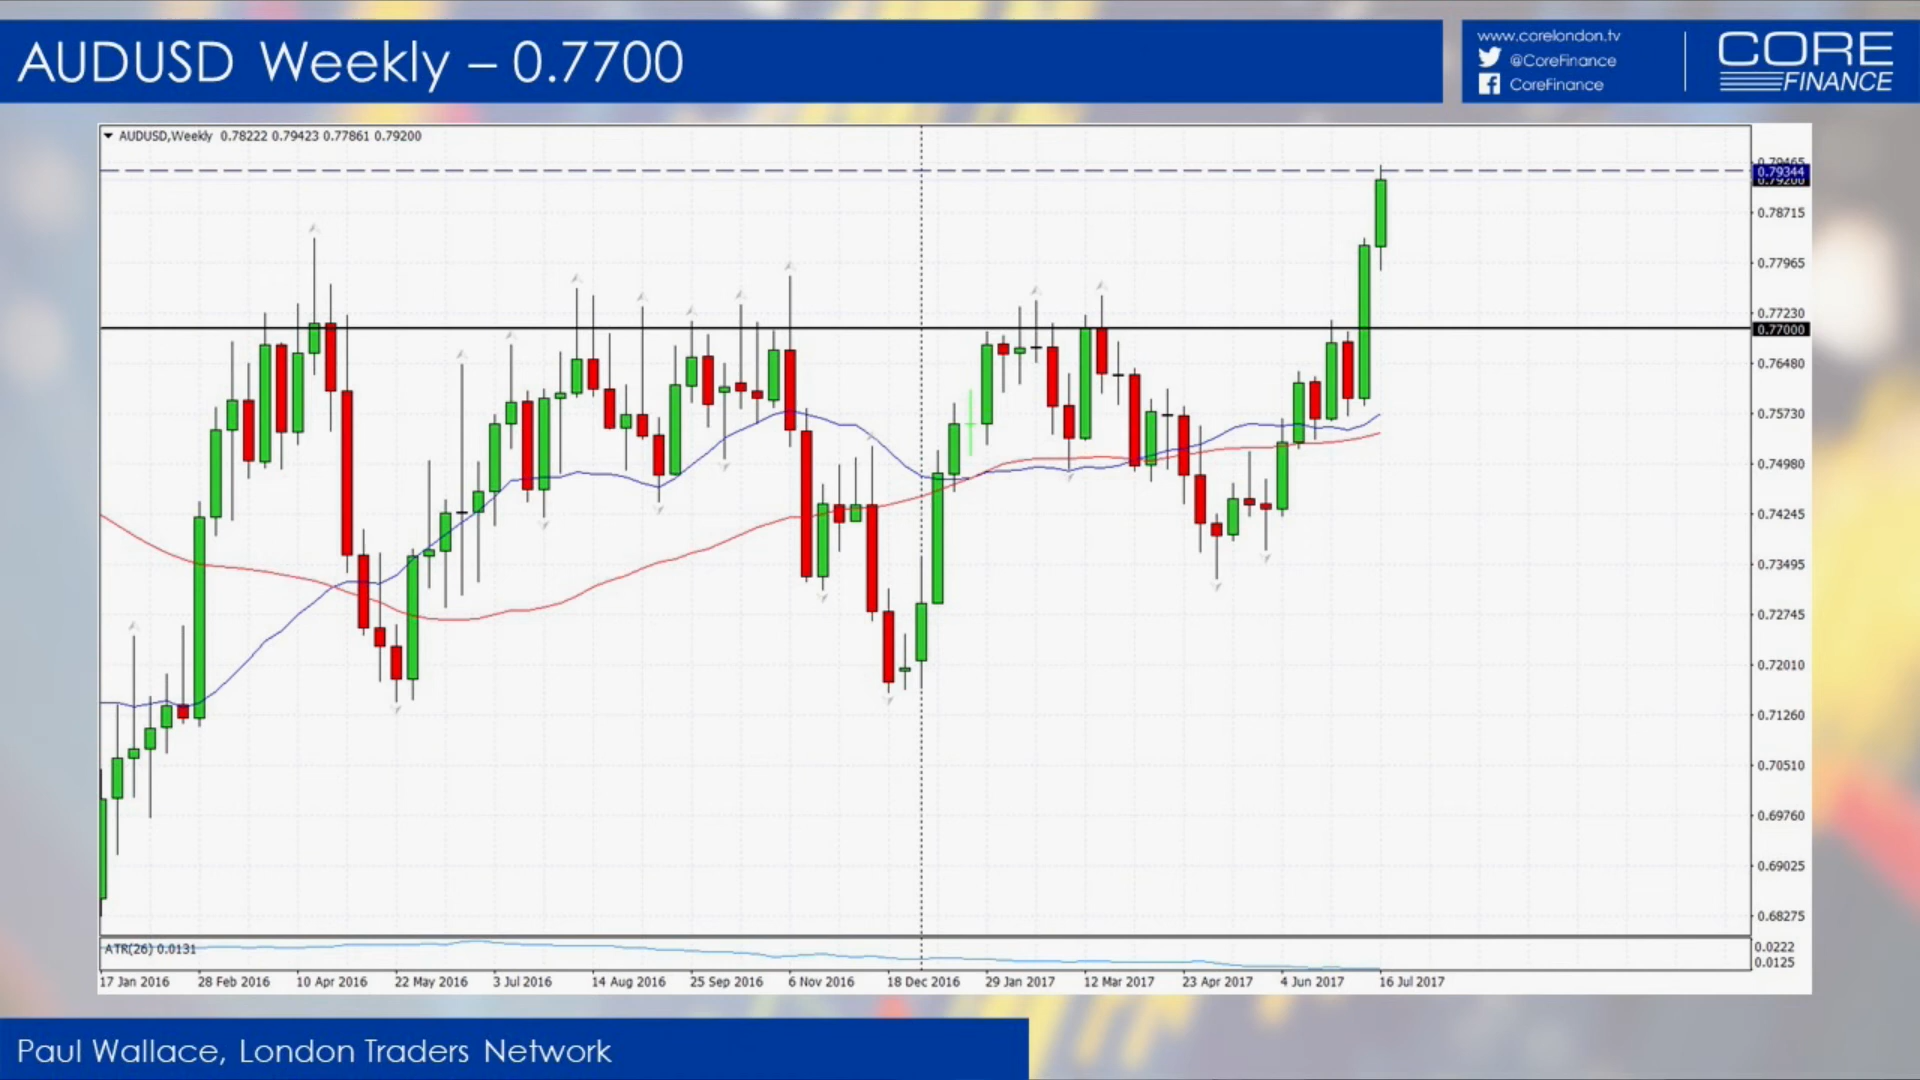 AUDUSD Weekly – 0.7700
www.corelondon.tv
@CoreFinance
CoreFinance
CORE
FINANCE
AUDUSD,Weekly 0.78222 0.79423 0.77861 0.79200
0.79465
0.79344
0.79200
0.78715
0.77965
0.77230
0.77000
0.76480
0.75730
0.74980
0.74245
0.73495
0.72745
0.72010
0.71260
0.70510
0.69760
0.69025
0.68275
ATR(26) 0.0131
0.0222
0.0125
17 Jan 2016 28 Feb 2016 10 Apr 2016 22 May 2016 3 Jul 2016 14 Aug 2016 25 Sep 2016 6 Nov 2016 18 Dec 2016 29 Jan 2017 12 Mar 2017 23 Apr 2017 4 Jun 2017 16 Jul 2017
Paul Wallace, London Traders Network